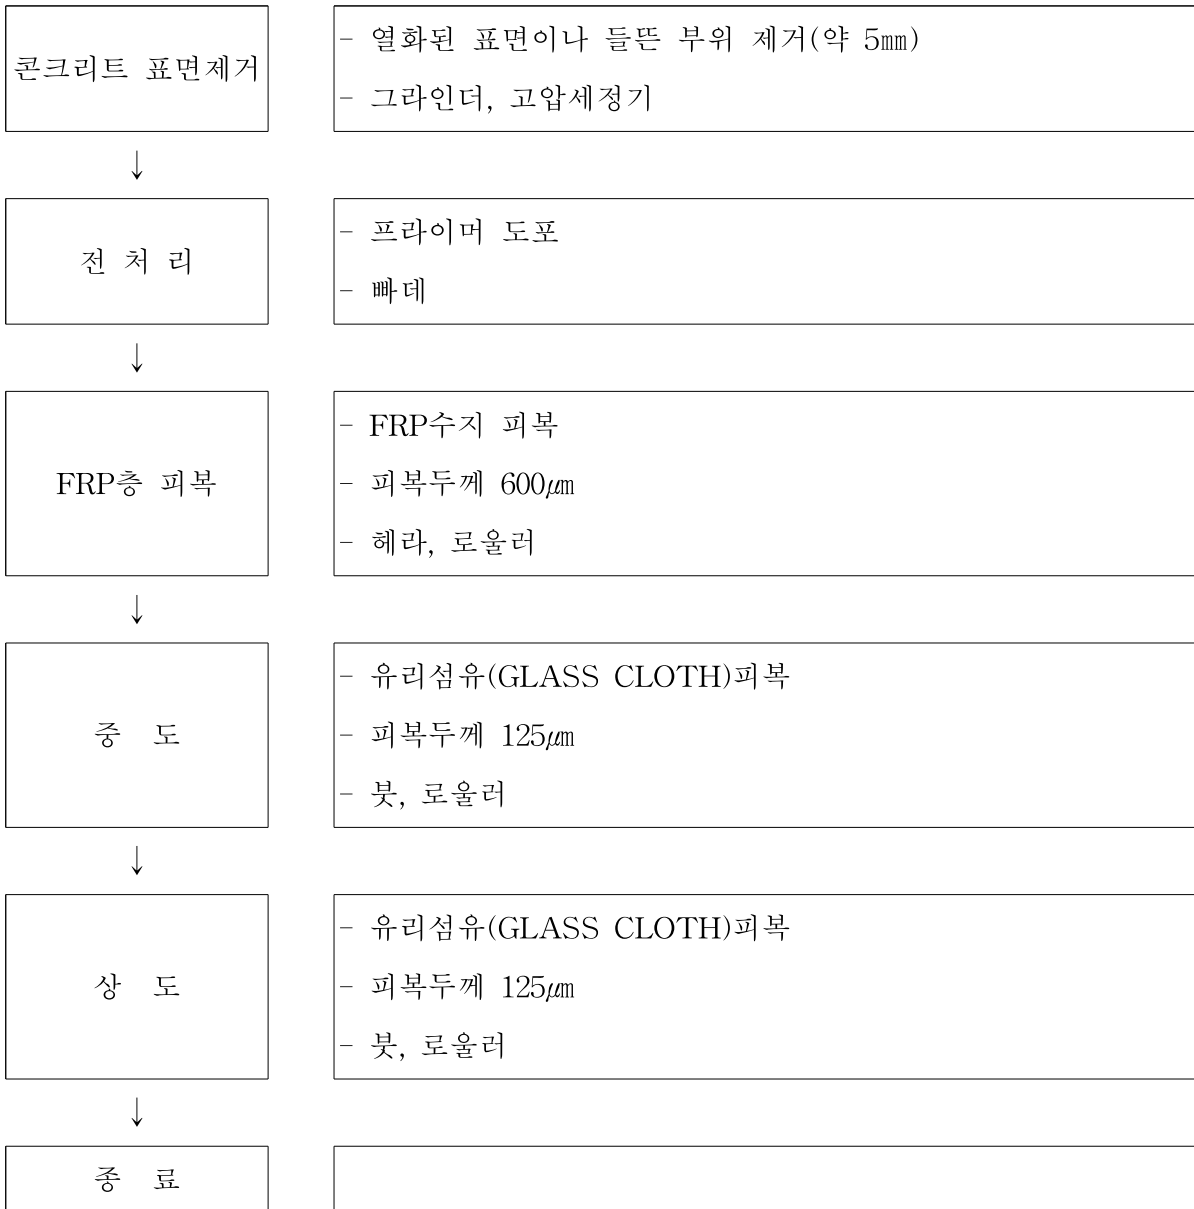 콘크리트 표면제거
- 열화된 표면이나 들뜬 부위 제거(약 5㎜)
- 그라인더, 고압세정기
↓
전 처 리
- 프라이머 도포
- 빠데
↓
FRP층 피복
- FRP수지 피복
- 피복두께 600㎛
- 헤라, 로울러
↓
중 도
- 유리섬유(GLASS CLOTH)피복
- 피복두께 125㎛
- 붓, 로울러
↓
상 도
- 유리섬유(GLASS CLOTH)피복
- 피복두께 125㎛
- 붓, 로울러
↓
종 료